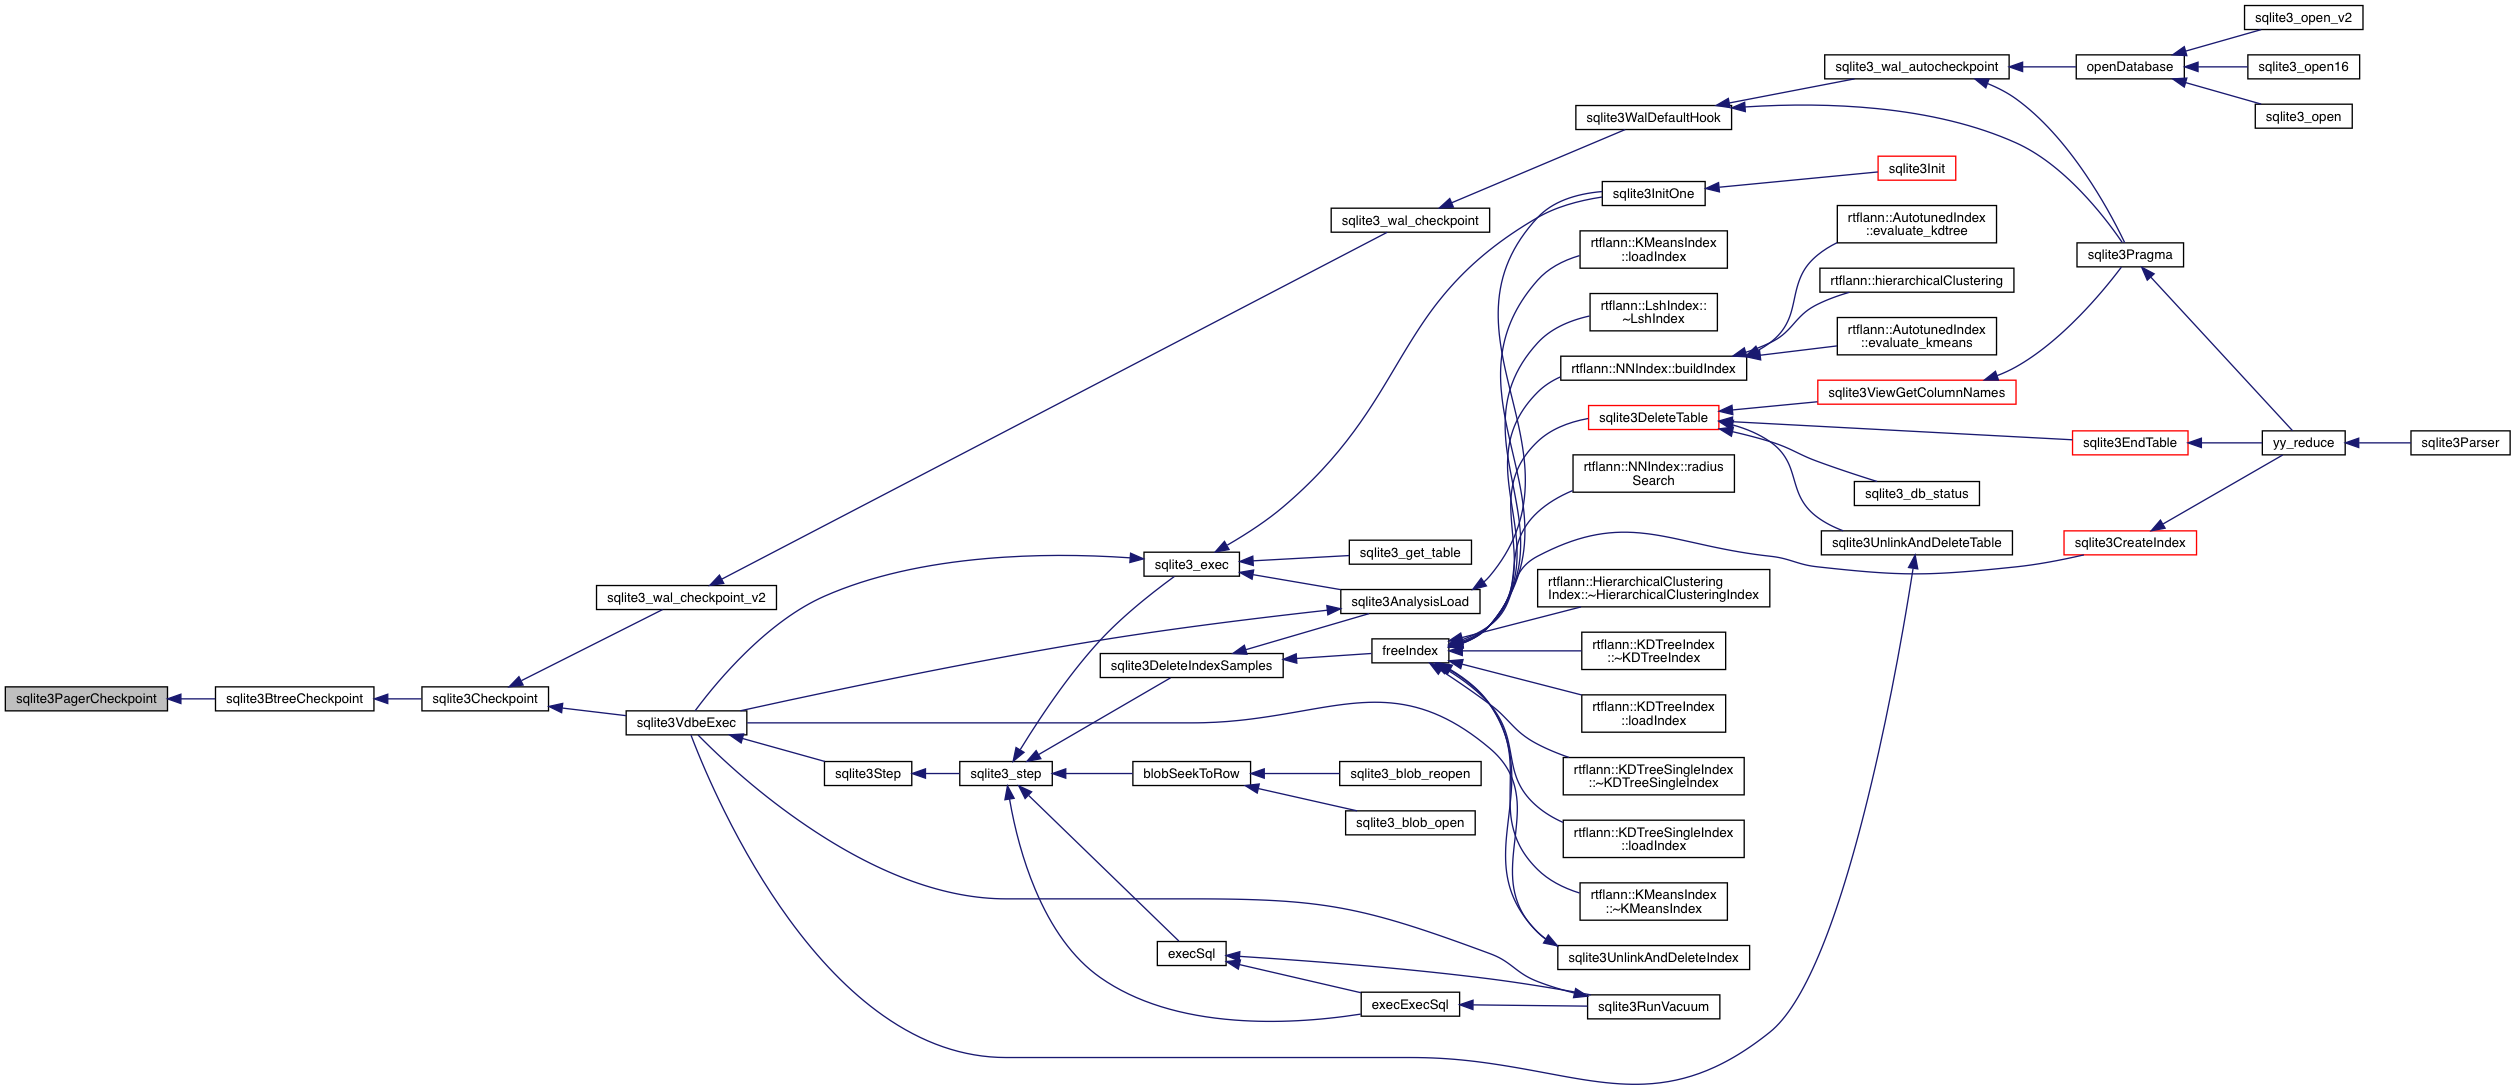 sqlite3_open_v2
sqlite3_wal_autocheckpoint
openDatabase
sqlite3_open16
sqlite3WalDefaultHook
sqlite3_open
sqlite3Init
sqlite3InitOne
sqlite3_wal_checkpoint
rtflann::AutotunedIndex
::evaluate_kdtree
rtflann::KMeansIndex
::loadIndex
sqlite3Pragma
rtflann::hierarchicalClustering
rtflann::LshIndex::
~LshIndex
rtflann::AutotunedIndex
::evaluate_kmeans
rtflann::NNIndex::buildIndex
sqlite3ViewGetColumnNames
sqlite3DeleteTable
sqlite3EndTable
yy_reduce
sqlite3Parser
rtflann::NNIndex::radius
Search
sqlite3_db_status
sqlite3UnlinkAndDeleteTable
sqlite3CreateIndex
sqlite3_get_table
sqlite3_exec
rtflann::HierarchicalClustering
Index::~HierarchicalClusteringIndex
sqlite3_wal_checkpoint_v2
sqlite3AnalysisLoad
freeIndex
rtflann::KDTreeIndex
::~KDTreeIndex
sqlite3DeleteIndexSamples
sqlite3PagerCheckpoint
sqlite3BtreeCheckpoint
sqlite3Checkpoint
rtflann::KDTreeIndex
::loadIndex
sqlite3VdbeExec
sqlite3Step
sqlite3_step
blobSeekToRow
sqlite3_blob_reopen
rtflann::KDTreeSingleIndex
::~KDTreeSingleIndex
sqlite3_blob_open
rtflann::KDTreeSingleIndex
::loadIndex
rtflann::KMeansIndex
::~KMeansIndex
execSql
sqlite3UnlinkAndDeleteIndex
execExecSql
sqlite3RunVacuum